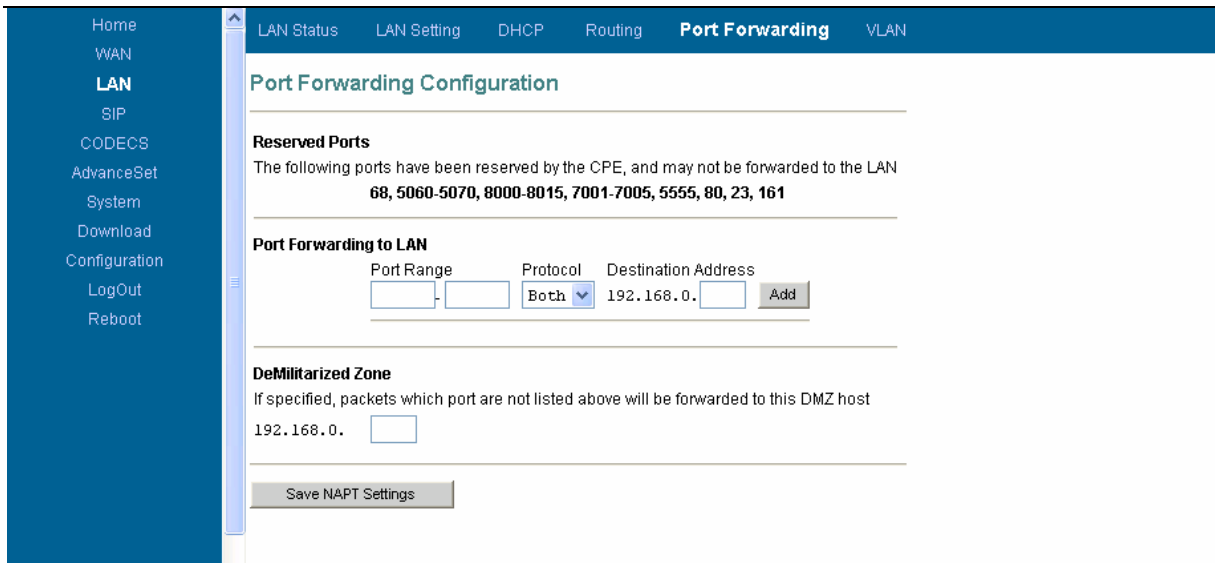 Home
WAN
LAN
SIP
CODECS
AdvanceSet
System
Download
Configuration
LogOut
Reboot
LAN Status LAN Setting DHCP Routing Port Forwarding VLAN
Port Forwarding Configuration
Reserved Ports
The following ports have been reserved by the CPE, and may not be forwarded to the LAN
68, 5060-5070, 8000-8015, 7001-7005, 5555, 80, 23, 161
Port Forwarding to LAN
Port Range Protocol Destination Address
- Both 192.168.0. Add
DeMilitarized Zone
If specified, packets which port are not listed above will be forwarded to this DMZ host
192.168.0.
Save NAPT Settings